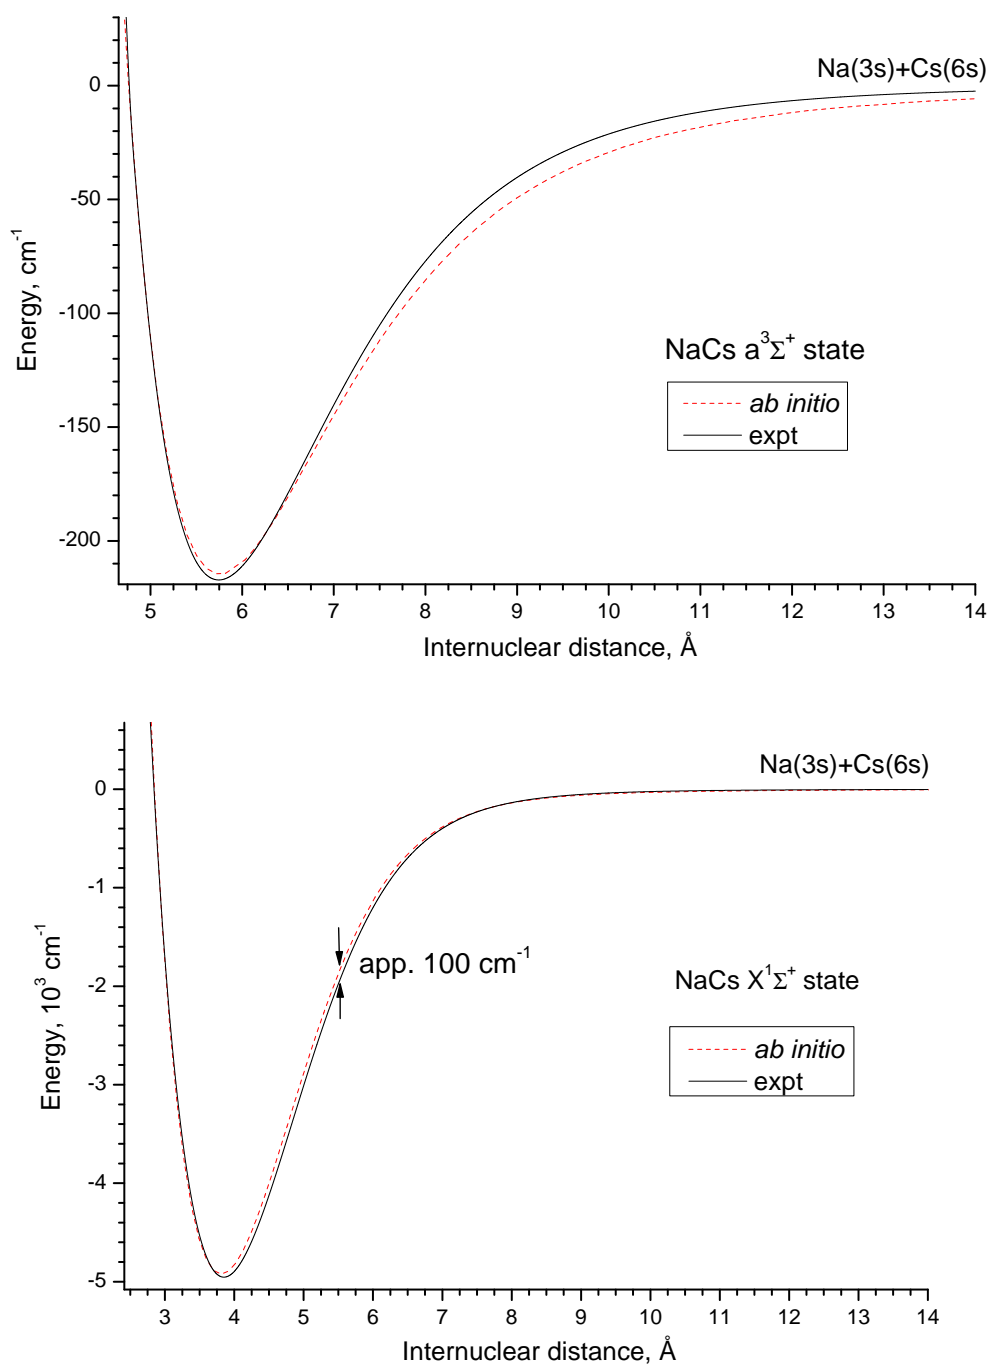 Na(3s)+Cs(6s)
0
-50
-100
-150
-200
Energy, cm⁻¹
NaCs a³Σ⁺ state
ab initio
expt
5 6 7 8 9 10 11 12 13 14
Internuclear distance, Å
Na(3s)+Cs(6s)
0
-1
-2
-3
-4
-5
Energy, 10³ cm⁻¹
app. 100 cm⁻¹
NaCs X¹Σ⁺ state
ab initio
expt
3 4 5 6 7 8 9 10 11 12 13 14
Internuclear distance, Å